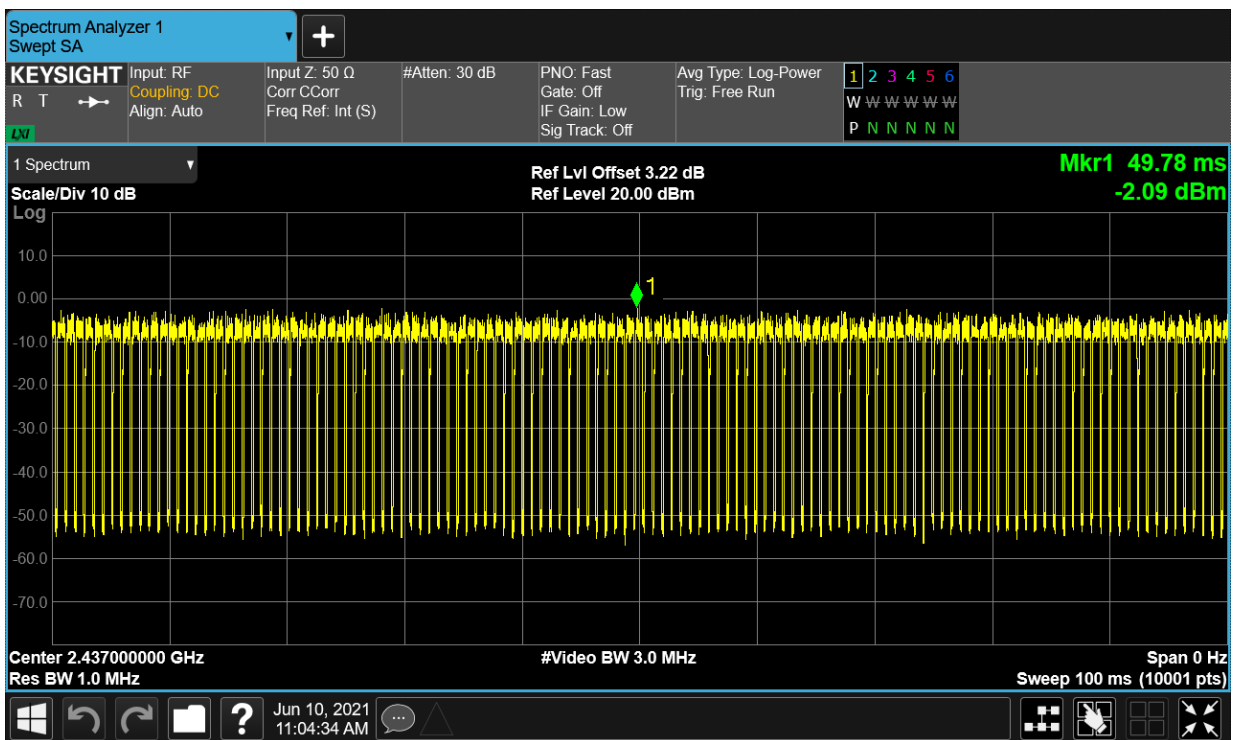 Spectrum Analyzer 1
Swept SA
KEYSIGHT
R T
LXI
Input: RF
Coupling: DC
Align: Auto
Input Z: 50 Ω
Corr CCorr
Freq Ref: Int (S)
#Atten: 30 dB
PNO: Fast
Gate: Off
IF Gain: Low
Sig Track: Off
Avg Type: Log-Power
Trig: Free Run
1 2 3 4 5 6
W W W W W W
P N N N N N
1 Spectrum
Scale/Div 10 dB
Log
Ref Lvl Offset 3.22 dB
Ref Level 20.00 dBm
Mkr1 49.78 ms
-2.09 dBm
10.0
0.00
-10.0
-20.0
-30.0
-40.0
-50.0
-60.0
-70.0
1
Center 2.437000000 GHz
Res BW 1.0 MHz
#Video BW 3.0 MHz
Span 0 Hz
Sweep 100 ms (10001 pts)
?
Jun 10, 2021
11:04:34 AM